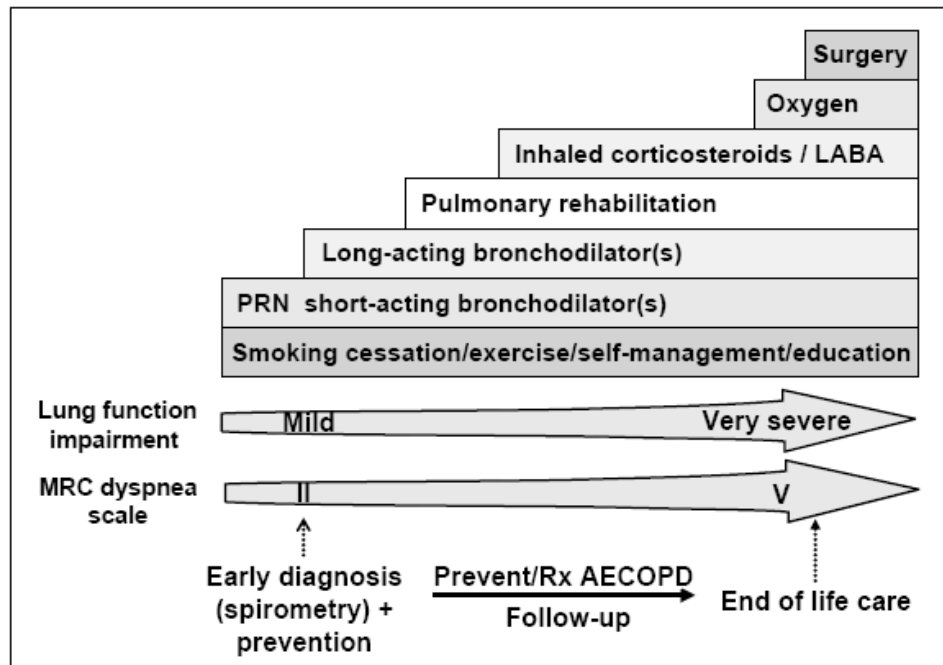 Surgery
Oxygen
Inhaled corticosteroids / LABA
Pulmonary rehabilitation
Long-acting bronchodilator(s)
PRN short-acting bronchodilator(s)
Smoking cessation/exercise/self-management/education
Lung function
impairment
Mild
Very severe
MRC dyspnea
scale
II
V
Early diagnosis
(spirometry) +
prevention
Prevent/Rx AECOPD
Follow-up
End of life care